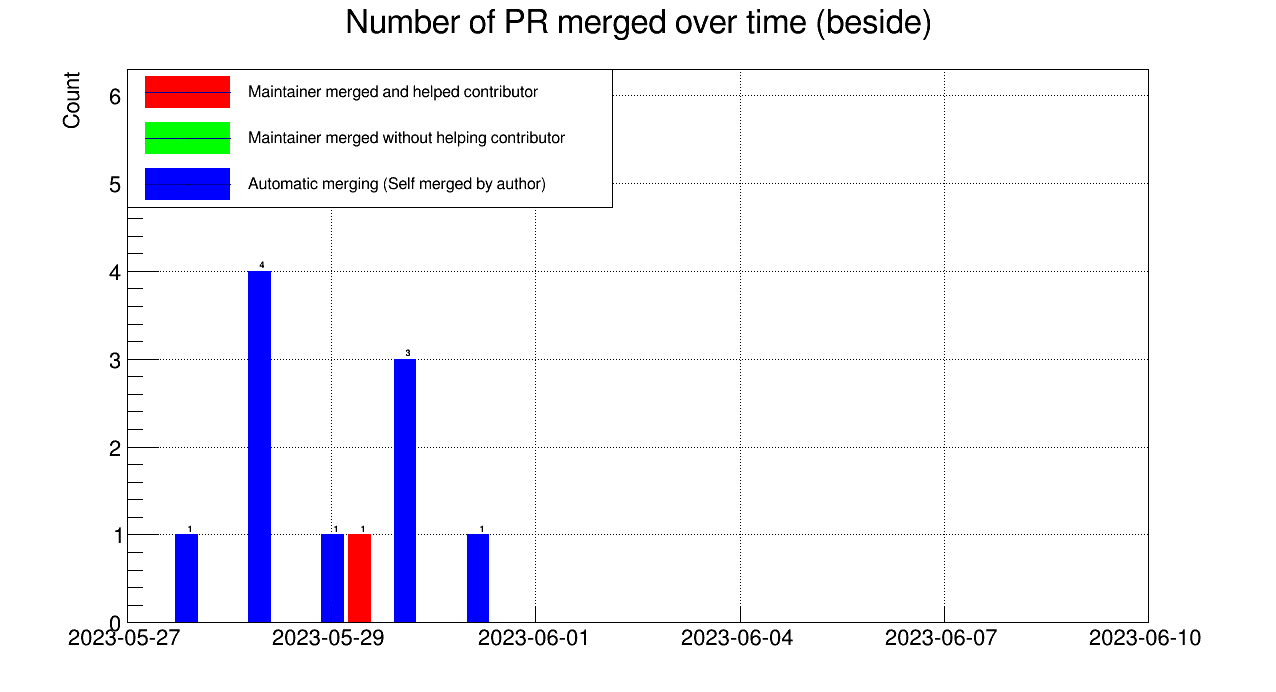 Number of PR merged over time (beside)
Count
Maintainer merged and helped contributor
Maintainer merged without helping contributor
Automatic merging (Self merged by author)
6
5
4
3
2
1
0
1
4
1
1
3
1
2023-05-27 2023-05-29 2023-06-01 2023-06-04 2023-06-07 2023-06-10